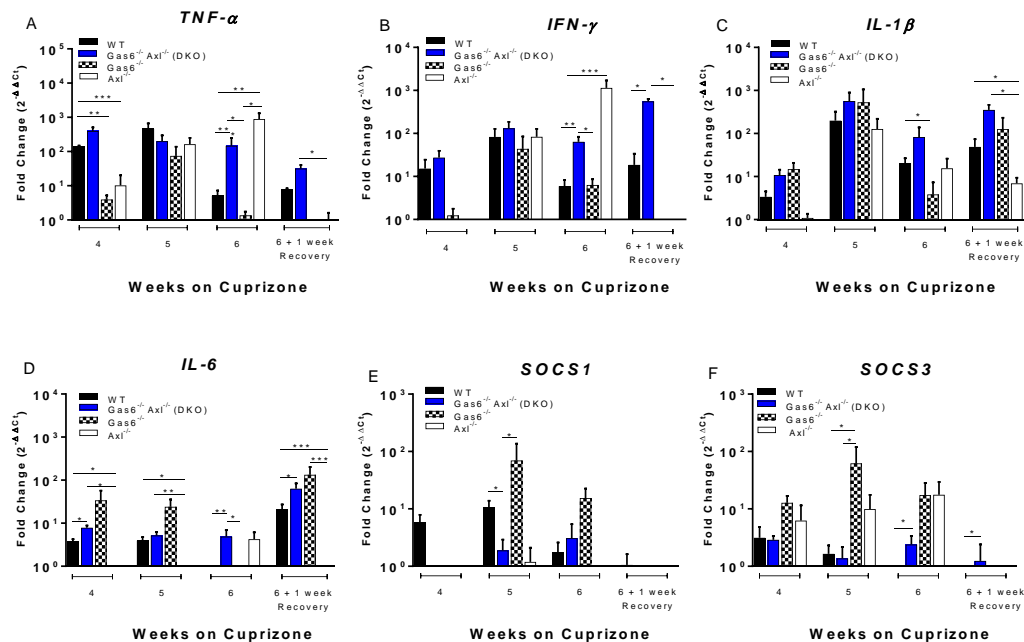 A
TNF-α
WT
Gas6-/-Axl-/- (DKO)
Gas6-/-
Axl-/-
Fold Change (2-ΔΔCt)
10^5
10^4
10^3
10^2
10^1
10^0
***
**
**
*
**
*
*
4
5
6
6 + 1 week
Recovery
Weeks on Cuprizone
B
IFN-γ
WT
Gas6-/-Axl-/- (DKO)
Gas6-/-
Axl-/-
Fold Change (2-ΔΔCt)
10^4
10^3
10^2
10^1
10^0
***
**
*
*
*
4
5
6
6 + 1 week
Recovery
Weeks on Cuprizone
C
IL-1β
WT
Gas6-/-Axl-/- (DKO)
Gas6-/-
Axl-/-
Fold Change (2-ΔΔCt)
10^4
10^3
10^2
10^1
10^0
*
*
*
4
5
6
6 + 1 week
Recovery
Weeks on Cuprizone
D
IL-6
WT
Gas6-/-Axl-/- (DKO)
Gas6-/-
Axl-/-
Fold Change (2-ΔΔCt)
10^4
10^3
10^2
10^1
10^0
*
*
*
*
**
**
*
***
***
*
4
5
6
6 + 1 week
Recovery
Weeks on Cuprizone
E
SOCS1
WT
Gas6-/-Axl-/- (DKO)
Gas6-/-
Axl-/-
Fold Change (2-ΔΔCt)
10^3
10^2
10^1
10^0
*
*
4
5
6
6 + 1 week
Recovery
Weeks on Cuprizone
F
SOCS3
WT
Gas6-/-Axl-/- (DKO)
Gas6-/-
Axl-/-
Fold Change (2-ΔΔCt)
10^3
10^2
10^1
10^0
*
*
*
*
4
5
6
6 + 1 week
Recovery
Weeks on Cuprizone